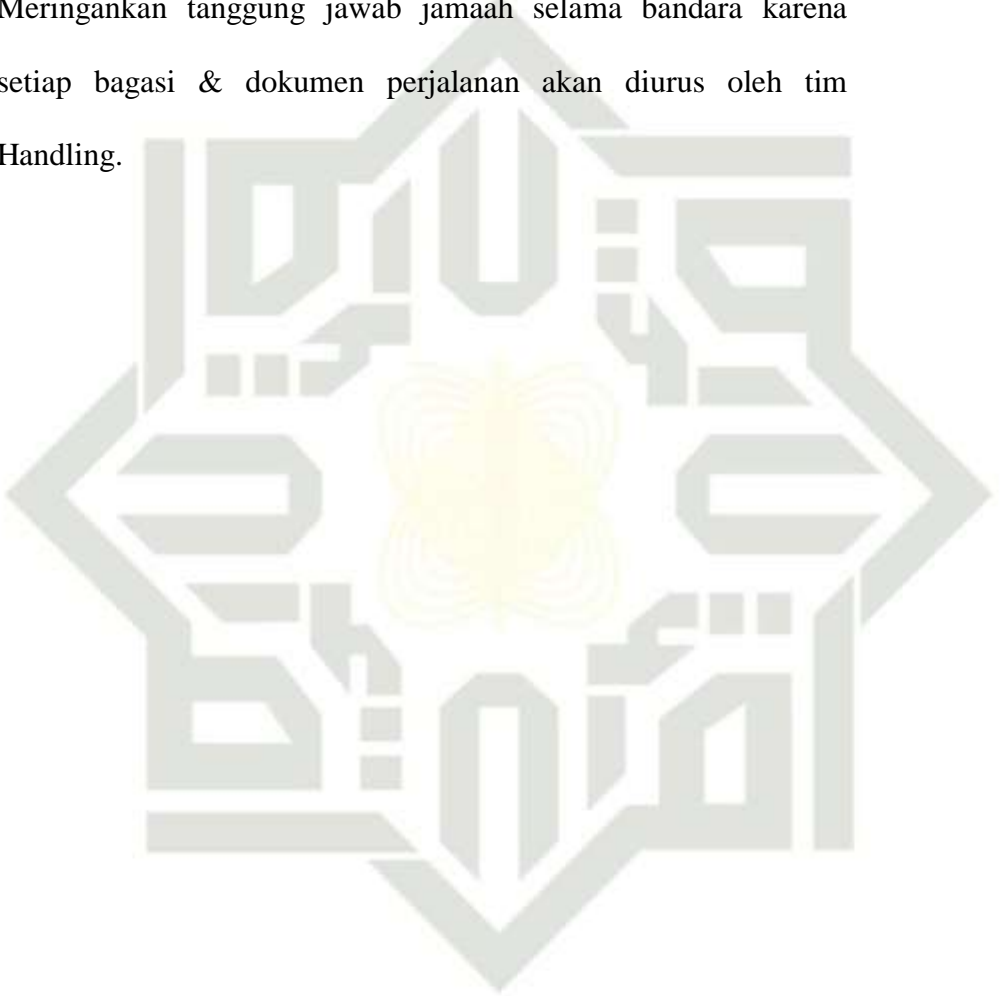 Meringankan tanggung jawab jamaah selama bandara karena
setiap bagasi & dokumen perjalanan akan diurus oleh tim
Handling.